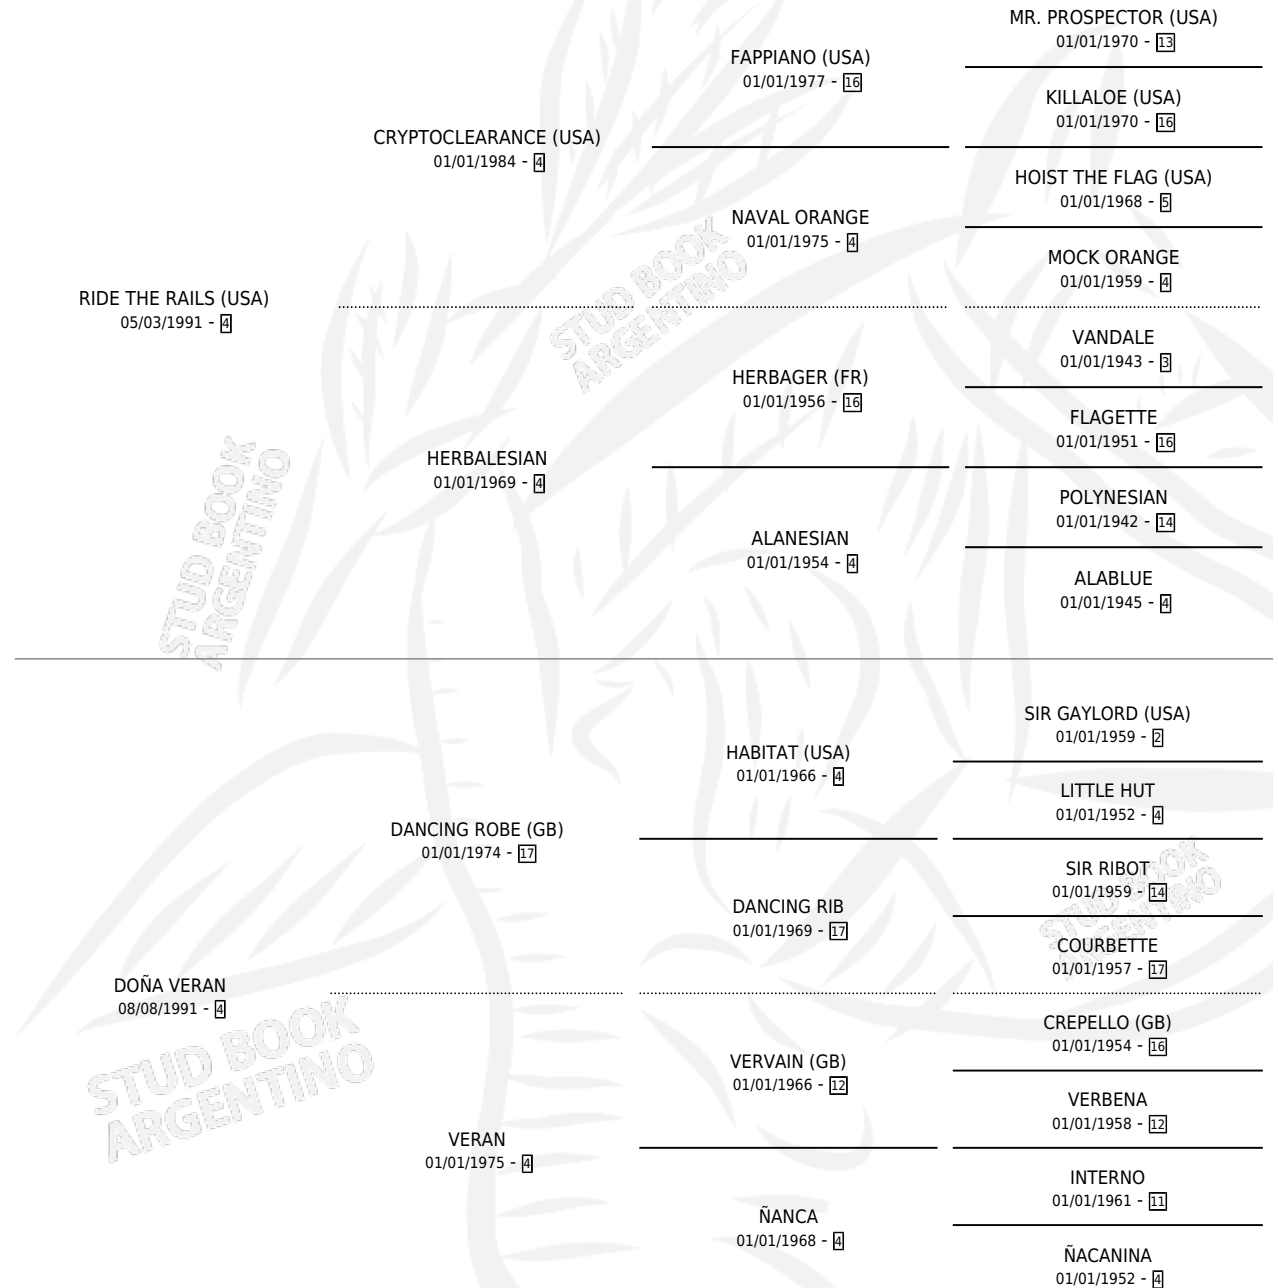 MR. PROSPECTOR (USA)
01/01/1970 - 13
FAPPIANO (USA)
01/01/1977 - 16
KILLALOE (USA)
01/01/1970 - 16
CRYPTOCLEARANCE (USA)
01/01/1984 - 4
HOIST THE FLAG (USA)
01/01/1968 - 5
NAVAL ORANGE
01/01/1975 - 4
MOCK ORANGE
01/01/1959 - 4
RIDE THE RAILS (USA)
05/03/1991 - 4
VANDALE
01/01/1943 - 3
HERBAGER (FR)
01/01/1956 - 16
FLAGETTE
01/01/1951 - 16
HERBALESIAN
01/01/1969 - 4
POLYNESIAN
01/01/1942 - 14
ALANESIAN
01/01/1954 - 4
ALABLUE
01/01/1945 - 4
SIR GAYLORD (USA)
01/01/1959 - 2
HABITAT (USA)
01/01/1966 - 4
LITTLE HUT
01/01/1952 - 4
DANCING ROBE (GB)
01/01/1974 - 17
SIR RIBOT
01/01/1959 - 14
DANCING RIB
01/01/1969 - 17
COURBETTE
01/01/1957 - 17
DOÑA VERAN
08/08/1991 - 4
CREPELLO (GB)
01/01/1954 - 16
VERVAIN (GB)
01/01/1966 - 12
VERBENA
01/01/1958 - 12
VERAN
01/01/1975 - 4
INTERNO
01/01/1961 - 11
ÑANCA
01/01/1968 - 4
ÑACANINA
01/01/1952 - 4
STUD BOOK
ARGENTINO
STUD BOOK
ARGENTINO
STUD BOOK
ARGENTINO
STUD BOOK
ARGENTINO